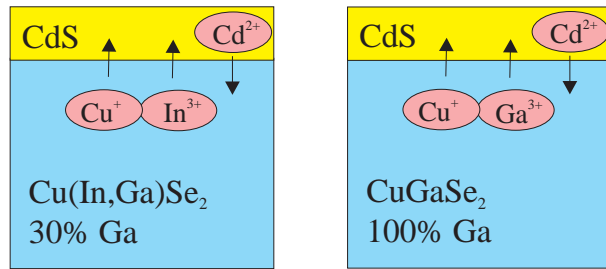 CdS
Cd²⁺
Cu⁺ In³⁺
Cu(In,Ga)Se₂
30% Ga
CdS
Cd²⁺
Cu⁺ Ga³⁺
CuGaSe₂
100% Ga